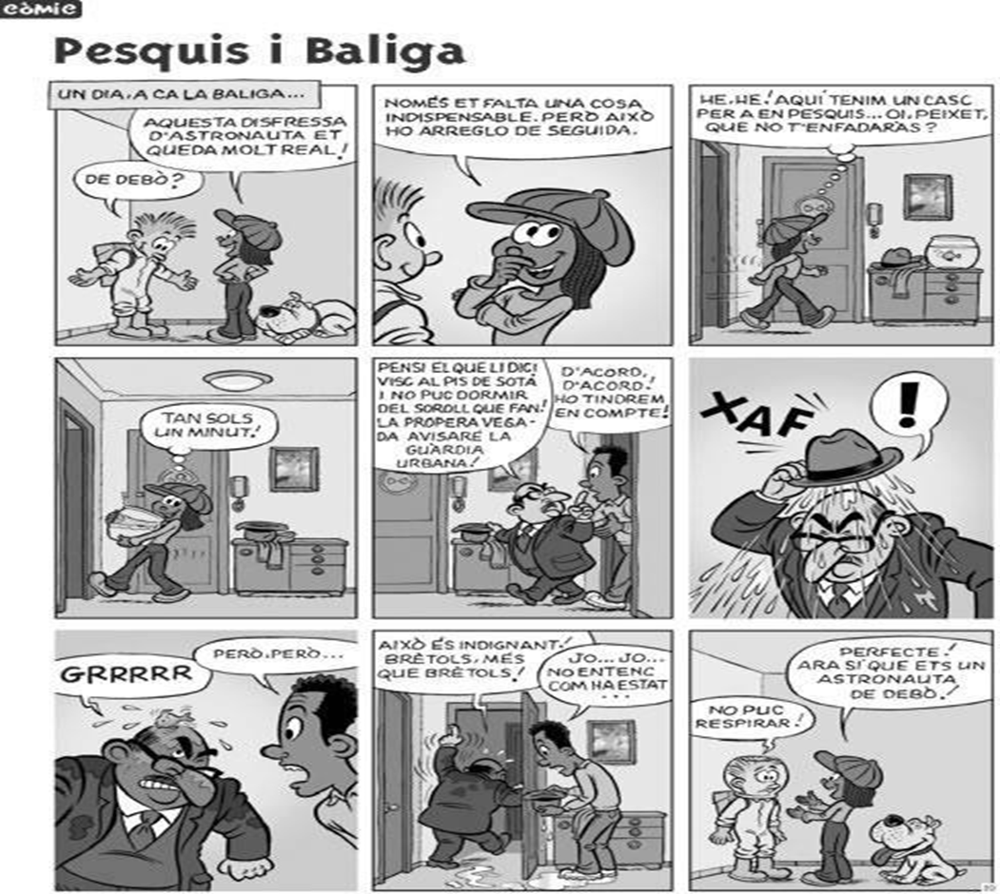 CÒMIC
Pesquis i Baliga
UN DIA, A CA LA BALIGA...
AQUESTA DISFRESSA
D'ASTRONAUTA ET
QUEDA MOLT REAL!
DE DEBÒ?
NOMÉS ET FALTA UNA COSA
INDISPENSABLE. PERÒ AIXÒ
HO ARREGLO DE SEGUIDA.
HE, HE! AQUÍ TENIM UN CASC
PER A EN PESQUIS... OI, PEIXET,
QUE NO T'ENFADARÀS?
TAN SOLS
UN MINUT!
PENSI EL QUE LI DIC!
VISC AL PIS DE SOTA
I NO PUC DORMIR
DEL SOROLL QUE FAN!
LA PROPERA VEGA-
DA AVISARÉ LA
GUÀRDIA
URBANA!
D'ACORD,
D'ACORD!
HO TINDREM
EN COMPTE!
XAF
!
GRRRRR
PERÒ, PERÒ...
AIXÒ ÉS INDIGNANT!
BRÈTOLS, MÉS
QUE BRÈTOLS!
JO... JO...
NO ENTENC
COM HA ESTAT
...
PERFECTE!
ARA SÍ QUE ETS UN
ASTRONAUTA
DE DEBÒ!
NO PUC
RESPIRAR!